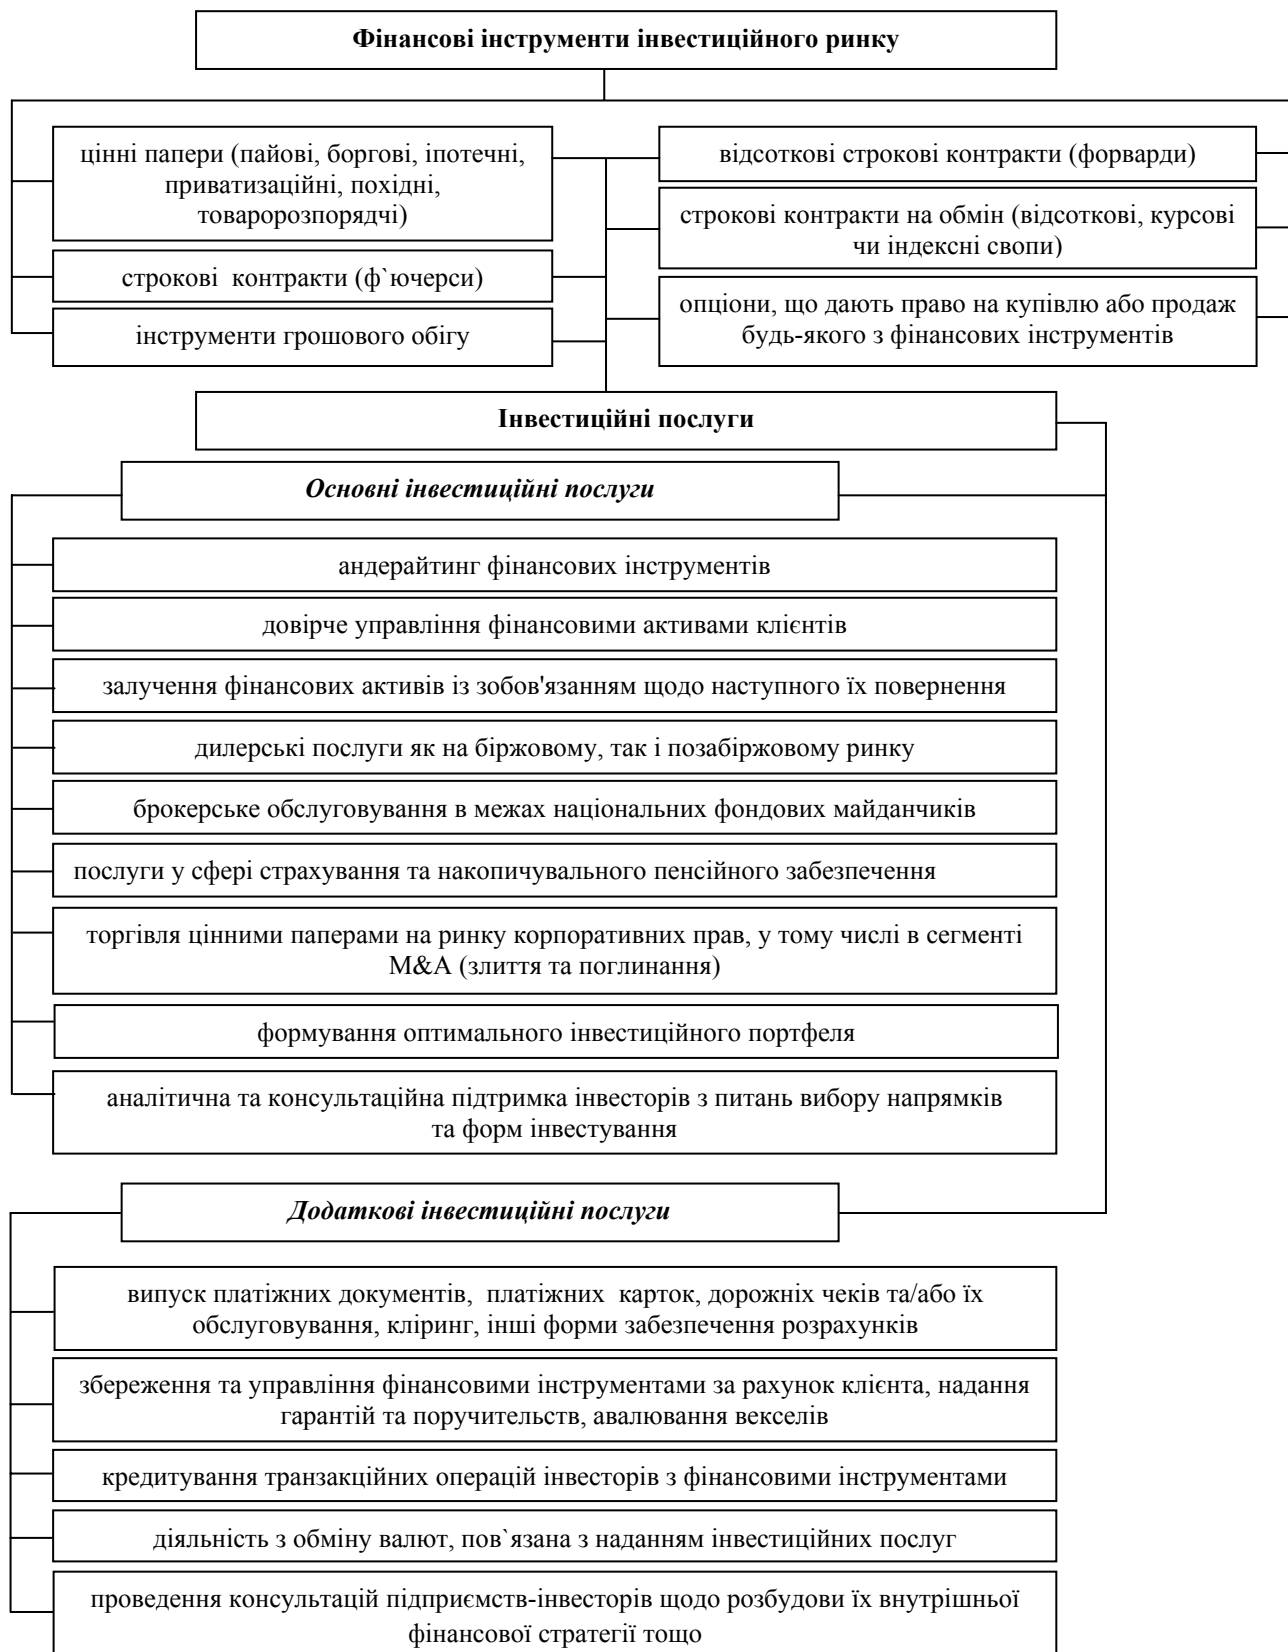 Фінансові інструменти інвестиційного ринку
цінні папери (пайові, боргові, іпотечні,
приватизаційні, похідні,
товаророзпорядчі)
строкові контракти (ф`ючерси)
інструменти грошового обігу
відсоткові строкові контракти (форварди)
строкові контракти на обмін (відсоткові, курсові
чи індексні свопи)
опціони, що дають право на купівлю або продаж
будь-якого з фінансових інструментів
Інвестиційні послуги
Основні інвестиційні послуги
андерайтинг фінансових інструментів
довірче управління фінансовими активами клієнтів
залучення фінансових активів із зобов'язанням щодо наступного їх повернення
дилерські послуги як на біржовому, так і позабіржовому ринку
брокерське обслуговування в межах національних фондових майданчиків
послуги у сфері страхування та накопичувального пенсійного забезпечення
торгівля цінними паперами на ринку корпоративних прав, у тому числі в сегменті
M&A (злиття та поглинання)
формування оптимального інвестиційного портфеля
аналітична та консультаційна підтримка інвесторів з питань вибору напрямків
та форм інвестування
Додаткові інвестиційні послуги
випуск платіжних документів, платіжних карток, дорожніх чеків та/або їх
обслуговування, кліринг, інші форми забезпечення розрахунків
збереження та управління фінансовими інструментами за рахунок клієнта, надання
гарантій та поручительств, авалювання векселів
кредитування транзакційних операцій інвесторів з фінансовими інструментами
діяльність з обміну валют, пов`язана з наданням інвестиційних послуг
проведення консультацій підприємств-інвесторів щодо розбудови їх внутрішньої
фінансової стратегії тощо